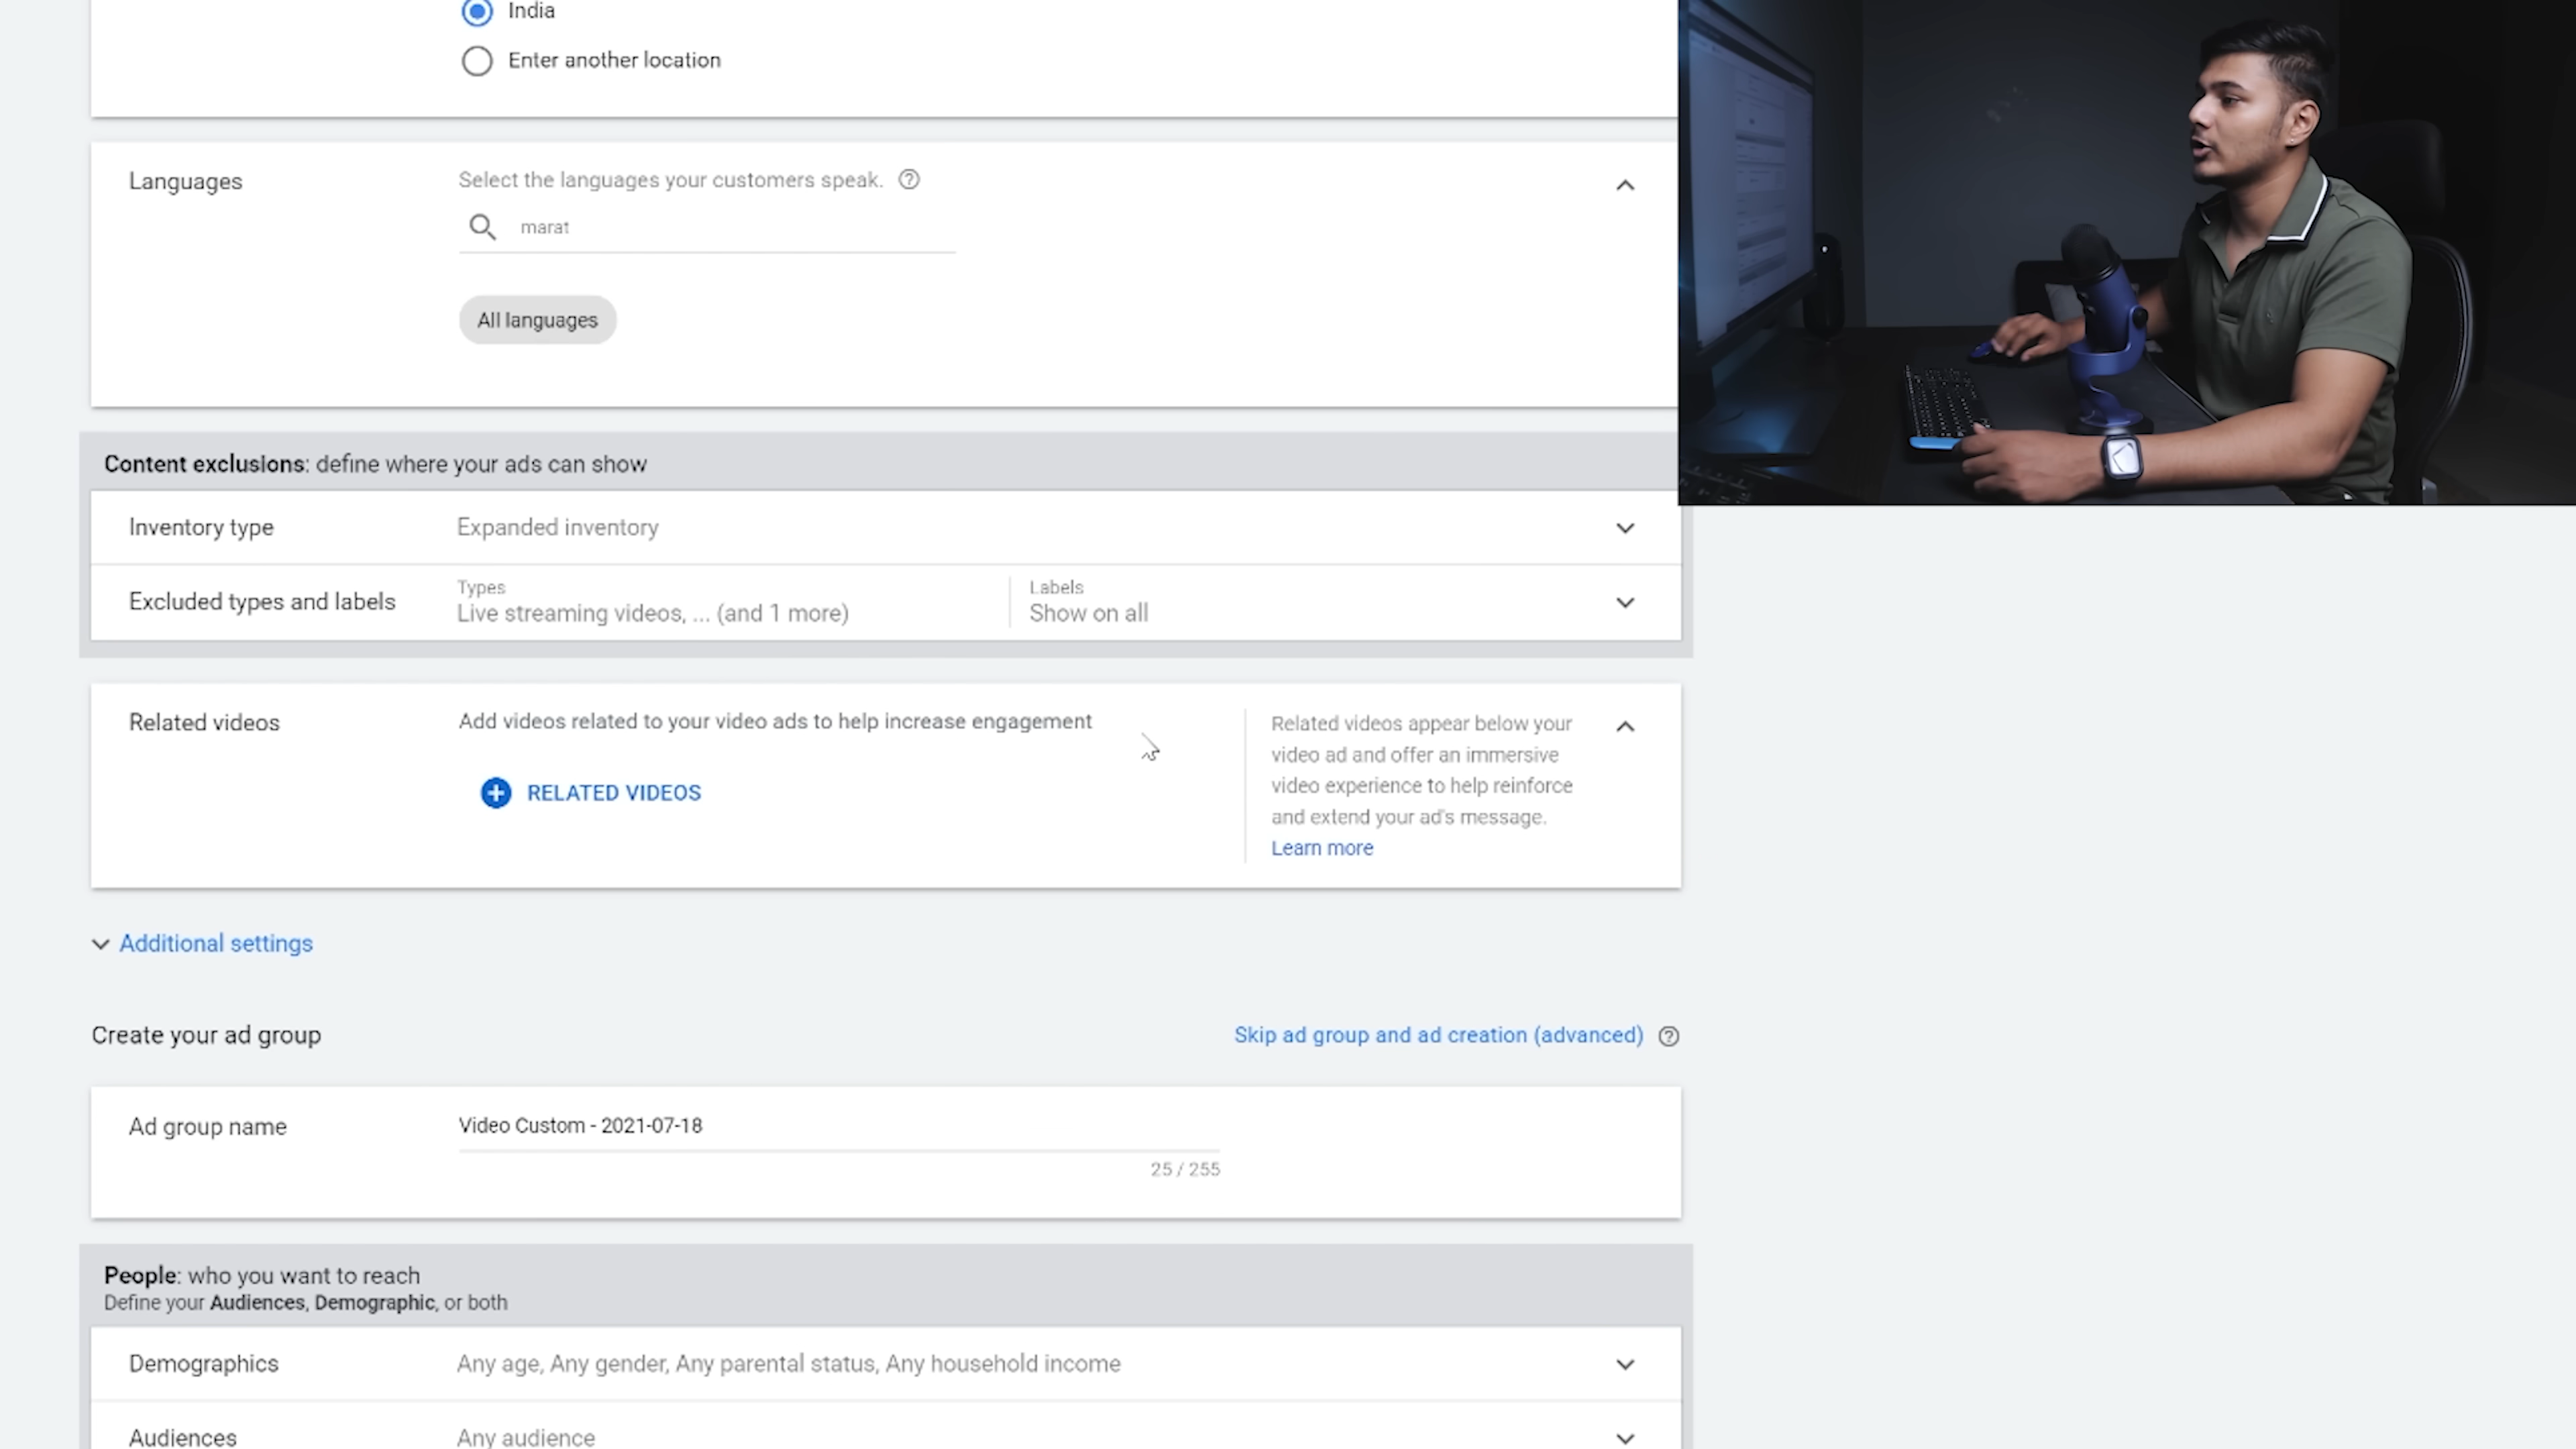 India
Enter another location
Languages
Select the languages your customers speak.
marat
All languages
Content exclusions: define where your ads can show
Inventory type
Expanded inventory
Excluded types and labels
Types
Live streaming videos, ... (and 1 more)
Labels
Show on all
Related videos
Add videos related to your video ads to help increase engagement
RELATED VIDEOS
Related videos appear below your
video ad and offer an immersive
video experience to help reinforce
and extend your ad's message.
Learn more
Additional settings
Create your ad group
Skip ad group and ad creation (advanced)
Ad group name
Video Custom - 2021-07-18
25 / 255
People: who you want to reach
Define your Audiences, Demographic, or both
Demographics
Any age, Any gender, Any parental status, Any household income
Audiences
Any audience